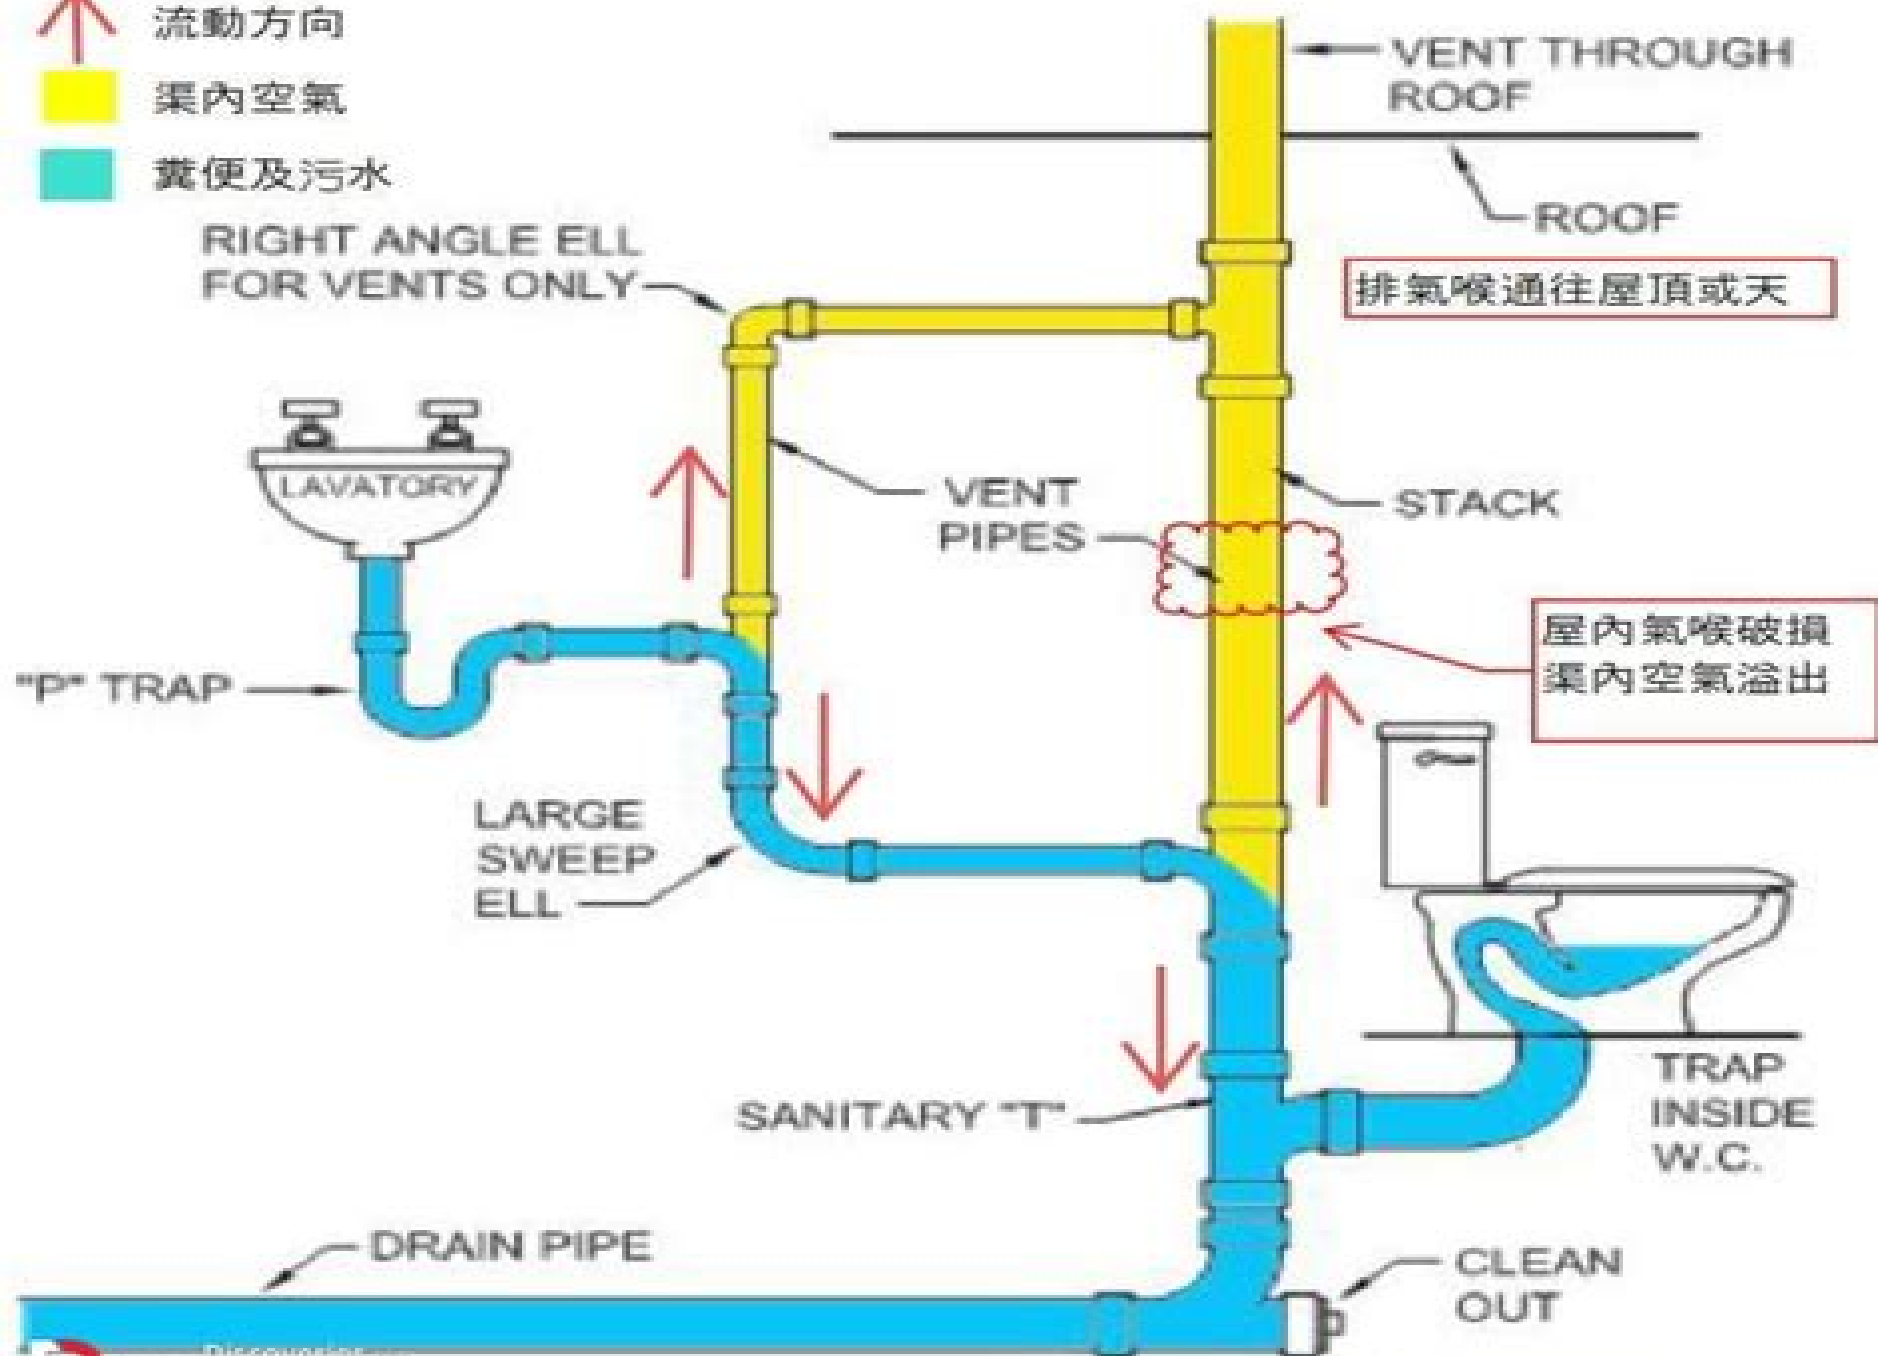 流動方向
渠內空氣
糞便及污水
VENT THROUGH
ROOF
ROOF
RIGHT ANGLE ELL
FOR VENTS ONLY
排氣喉通往屋頂或天
LAVATORY
VENT
PIPES
STACK
屋內氣喉破損
渠內空氣溢出
"P" TRAP
LARGE
SWEEP
ELL
SANITARY "T"
TRAP
INSIDE
W.C.
DRAIN PIPE
CLEAN
OUT